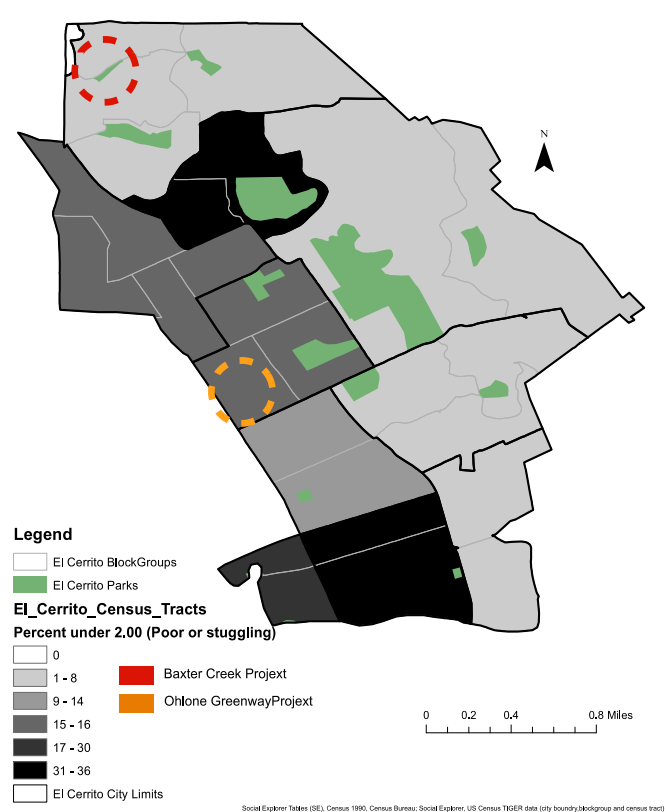 N
Legend
El Cerrito BlockGroups
El Cerrito Parks
El_Cerrito_Census_Tracts
Percent under 2.00 (Poor or stuggling)
0
1 - 8
9 - 14
15 - 16
17 - 30
31 - 36
El Cerrito City Limits
Baxter Creek Projext
Ohlone GreenwayProjext
0 0.2 0.4 0.8 Miles
Social Explorer Tables (SE), Census 1990, Census Bureau; Social Explorer, US Census TIGER data (city boundry,blockgroup and census tract)